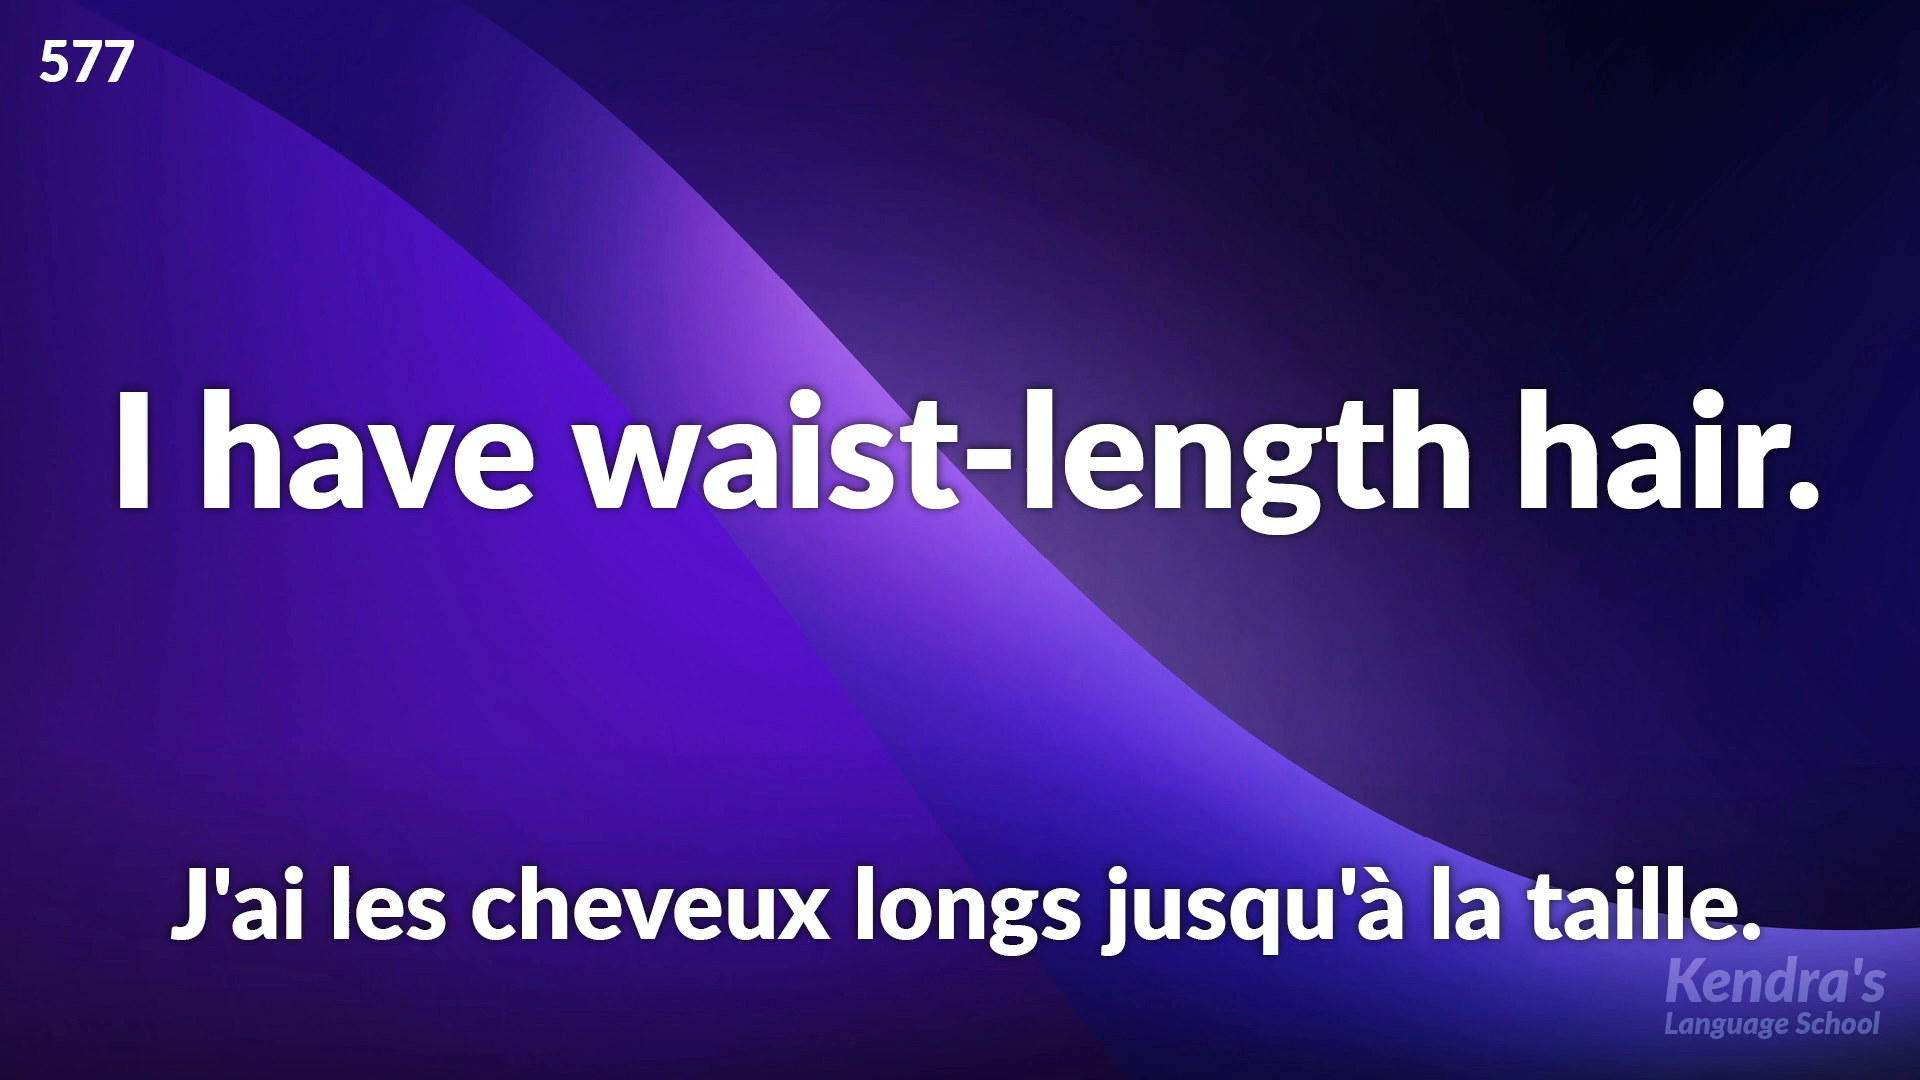 577
I have waist-length hair.
J'ai les cheveux longs jusqu'à la taille.
Kendra's
Language School